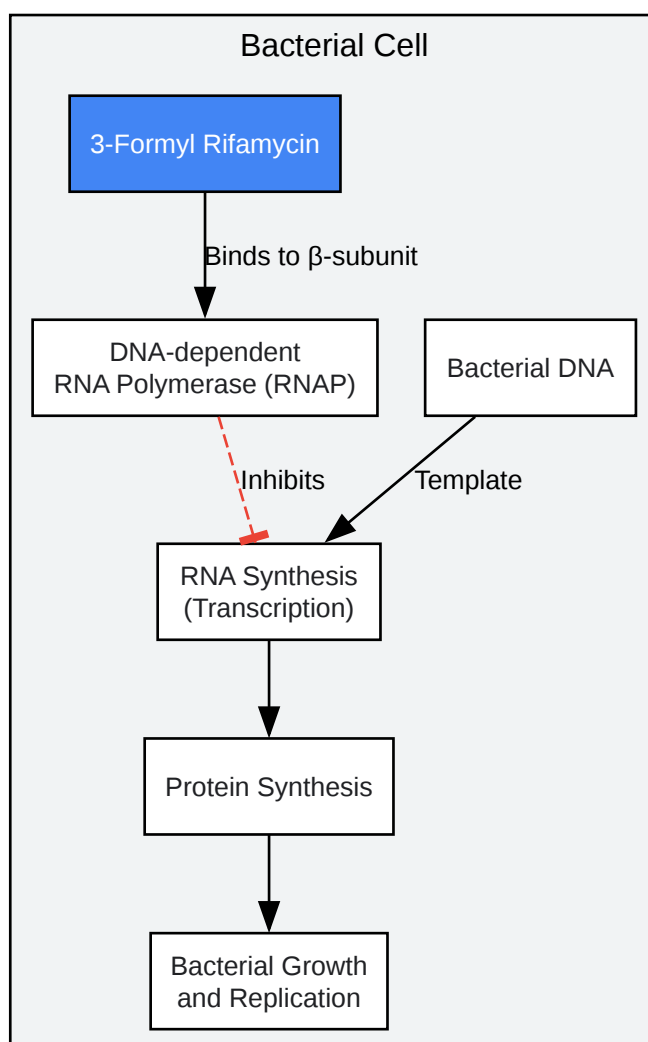 Bacterial Cell
3-Formyl Rifamycin
Binds to β-subunit
DNA-dependent
RNA Polymerase (RNAP)
Bacterial DNA
Inhibits
Template
RNA Synthesis
(Transcription)
Protein Synthesis
Bacterial Growth
and Replication